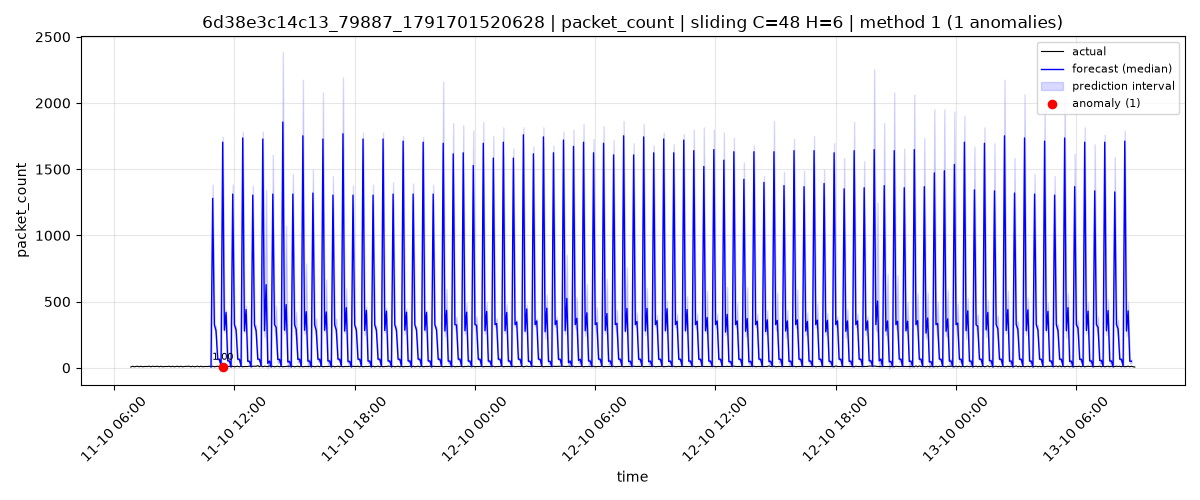 6d38e3c14c13_79887_1791701520628 | packet_count | sliding C=48 H=6 | method 1 (1 anomalies)
2500
2000
1500
1000
500
0
packet_count
actual
forecast (median)
prediction interval
anomaly (1)
1.00
11-10 06:00
11-10 12:00
11-10 18:00
12-10 00:00
12-10 06:00
12-10 12:00
12-10 18:00
13-10 00:00
13-10 06:00
time